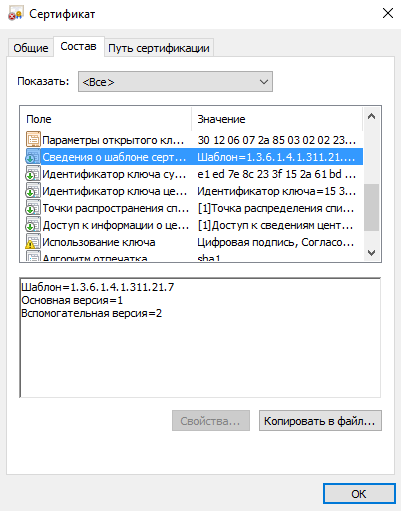 Сертификат
Общие Состав Путь сертификации
Показать: <Все>
Поле Значение
Параметры открытого кл... 30 12 06 07 2a 85 03 02 02 23...
Сведения о шаблоне серт... Шаблон=1.3.6.1.4.1.311.21....
Идентификатор ключа су... e1 ed 7e 8c 23 3f 15 2a 61 bd ...
Идентификатор ключа це... Идентификатор ключа=15 3...
Точки распространения сп... [1]Точка распределения спи...
Доступ к информации о це... [1]Доступ к сведениям цент...
Использование ключа Цифровая подпись, Согласо...
Алгоритм отпечатка sha1
Шаблон=1.3.6.1.4.1.311.21.7
Основная версия=1
Вспомогательная версия=2
Свойства... Копировать в файл...
ОК